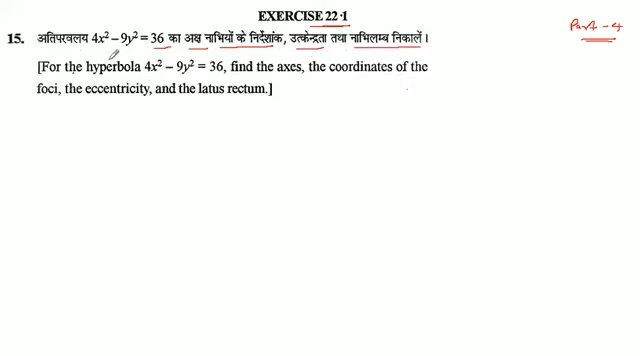 EXERCISE 22·1
Part - 4
15. अतिपरवलय 4x² – 9y² = 36 का अक्ष नाभियों के निर्देशांक, उत्केन्द्रता तथा नाभिलम्ब निकालें।
[For the hyperbola 4x² – 9y² = 36, find the axes, the coordinates of the
foci, the eccentricity, and the latus rectum.]